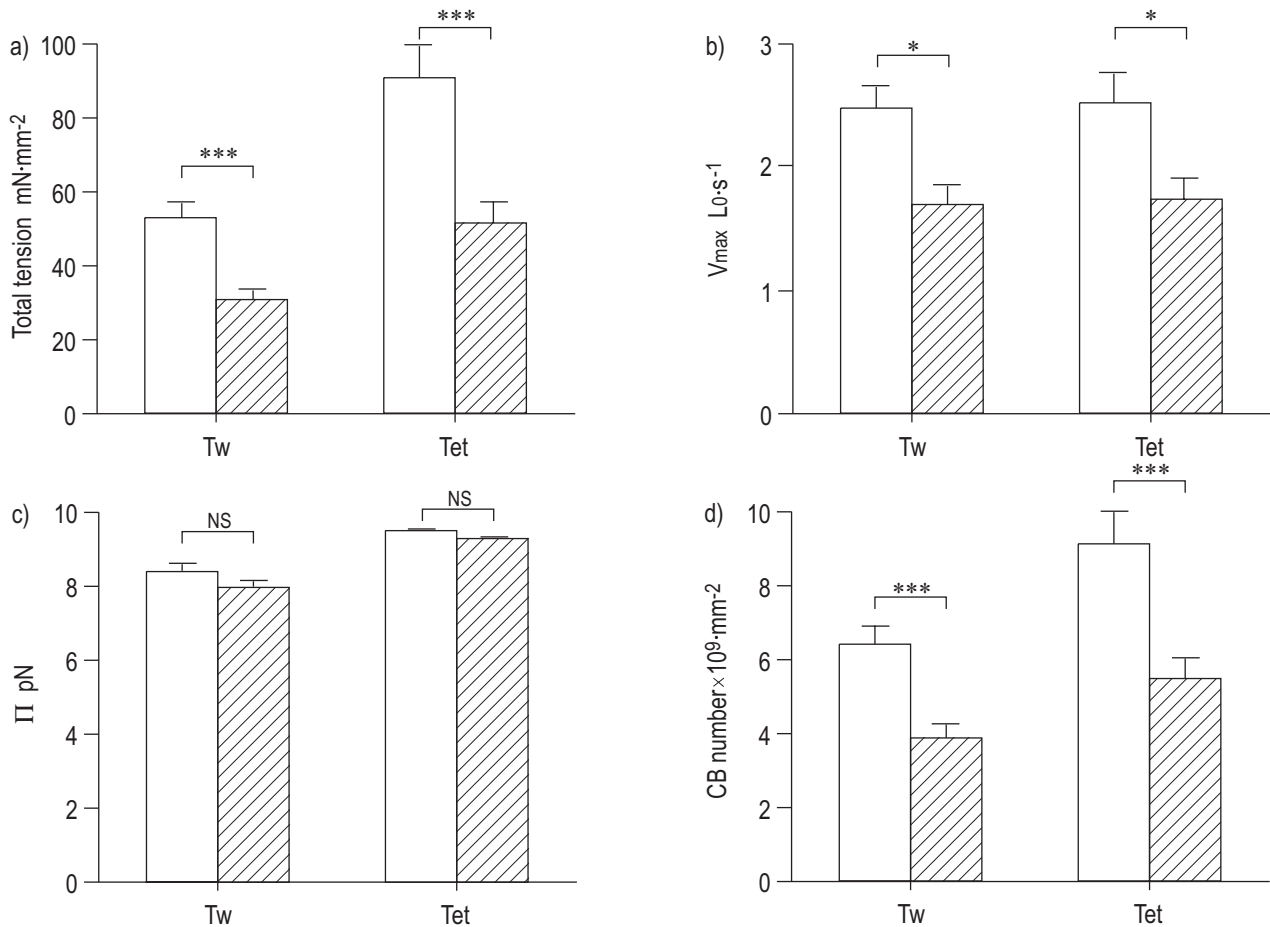 a)
Total tension mN·mm-2
100
80
60
40
20
0
***
***
Tw Tet
b)
Vmax L0·s-1
3
2
1
0
*
*
Tw Tet
c)
Π pN
10
8
6
4
2
0
NS
NS
Tw Tet
d)
CB number×10⁹·mm-2
10
8
6
4
2
0
***
***
Tw Tet